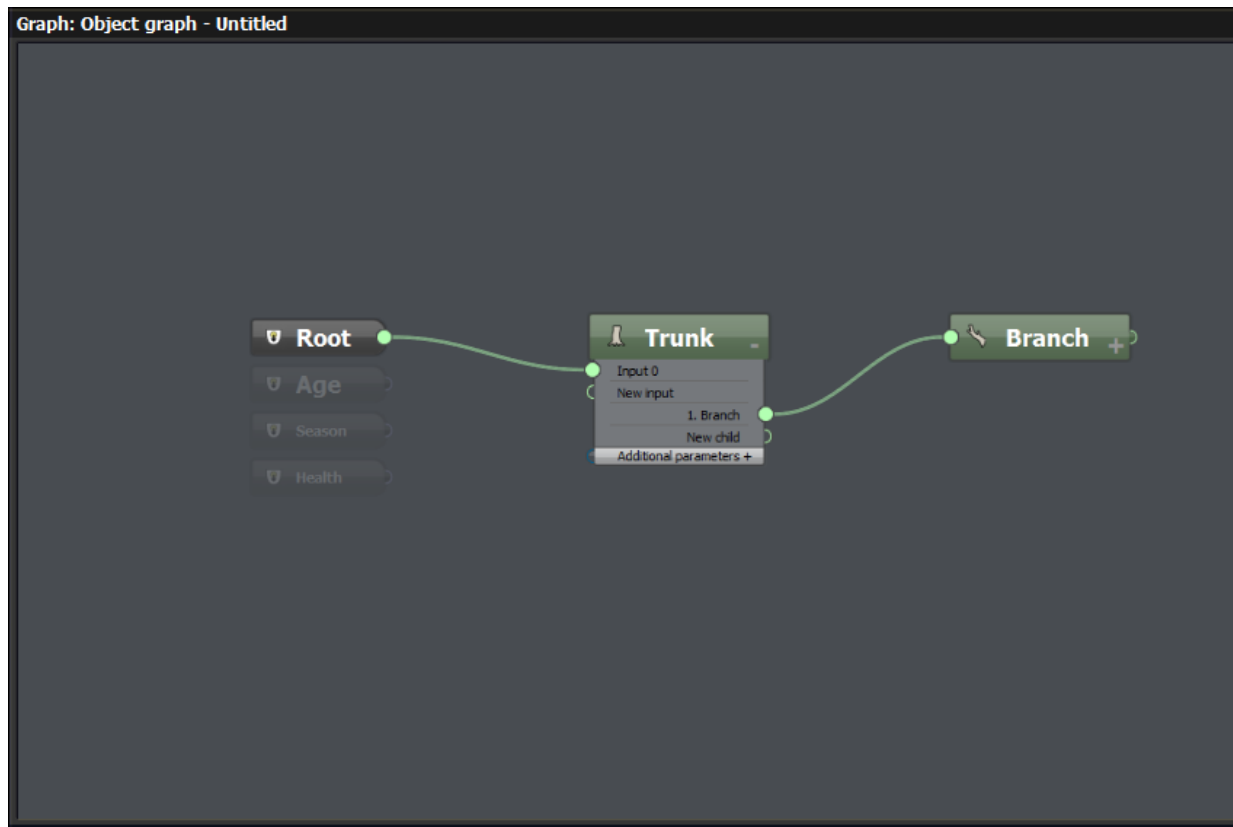 Graph: Object graph - Untitled
Root
Age
Season
Health
Trunk
-
Input 0
New input
1. Branch
New child
Additional parameters +
Branch
+